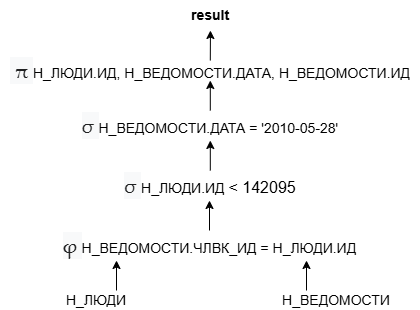 result
π Н_ЛЮДИ.ИД, Н_ВЕДОМОСТИ.ДАТА, Н_ВЕДОМОСТИ.ИД
σ Н_ВЕДОМОСТИ.ДАТА = '2010-05-28'
σ Н_ЛЮДИ.ИД < 142095
φ Н_ВЕДОМОСТИ.ЧЛВК_ИД = Н_ЛЮДИ.ИД
Н_ЛЮДИ
Н_ВЕДОМОСТИ